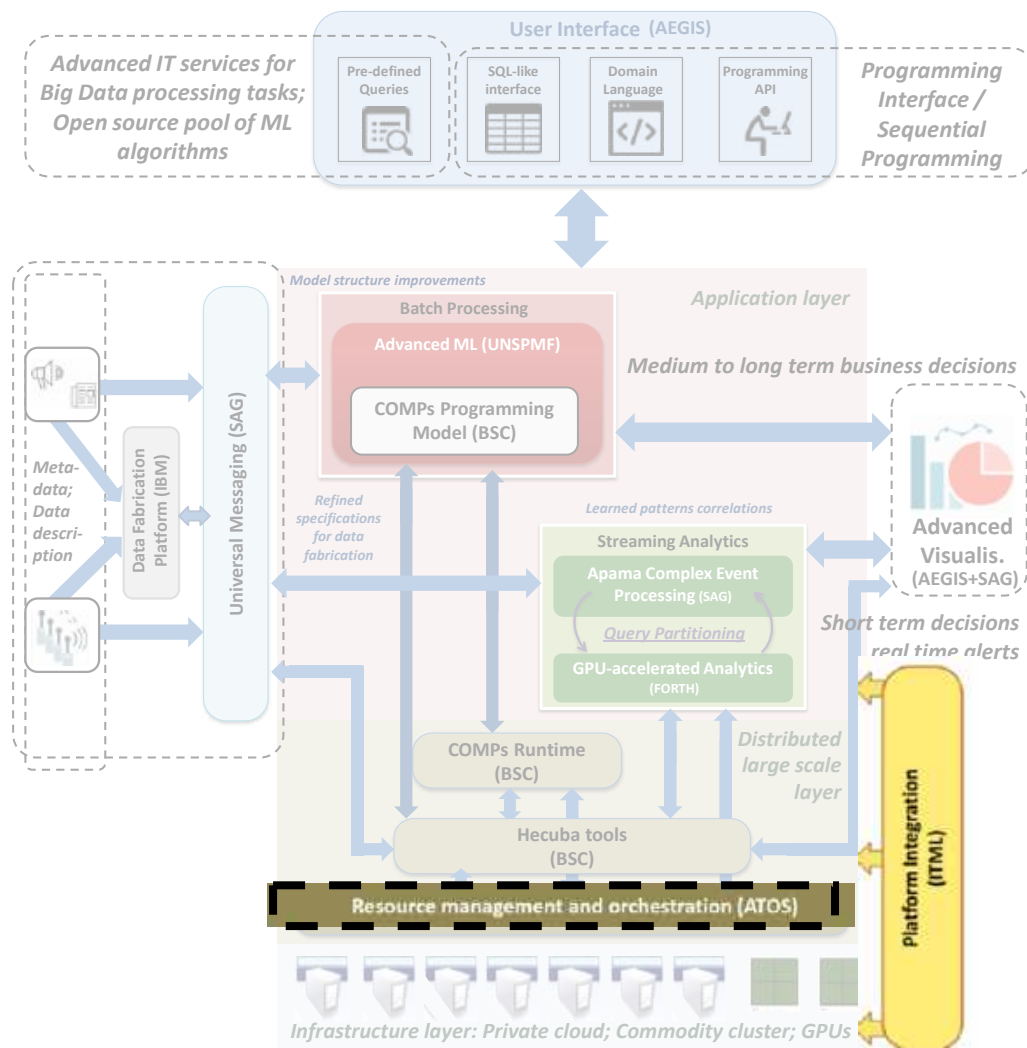 User Interface (AEGIS)
Advanced IT services for
Big Data processing tasks;
Open source pool of ML
algorithms
Pre-defined
Queries
SQL-like
interface
Domain
Language
Programming
API
Programming
Interface /
Sequential
Programming
Model structure improvements
Application layer
Batch Processing
Advanced ML (UNSPMF)
COMPs Programming
Model (BSC)
Medium to long term business decisions
Meta-
data;
Data
descri-
ption
Data Fabrication
Platform (IBM)
Universal Messaging (SAG)
Refined
specifications
for data
fabrication
Learned patterns correlations
Streaming Analytics
Apama Complex Event
Processing (SAG)
Query Partitioning
GPU-accelerated Analytics
(FORTH)
Advanced
Visualis.
(AEGIS+SAG)
Short term decisions
real time alerts
COMPs Runtime
(BSC)
Distributed
large scale
layer
Hecuba tools
(BSC)
Resource management and orchestration (ATOS)
Platform Integration
(ITML)
Infrastructure layer: Private cloud; Commodity cluster; GPUs